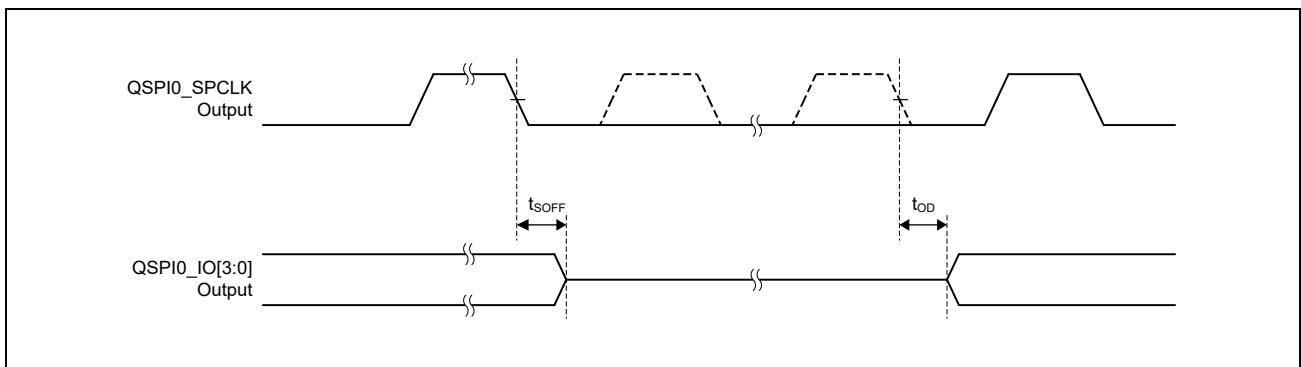 QSPI0_SPCLK
Output
tSOFF
tOD
QSPI0_IO[3:0]
Output